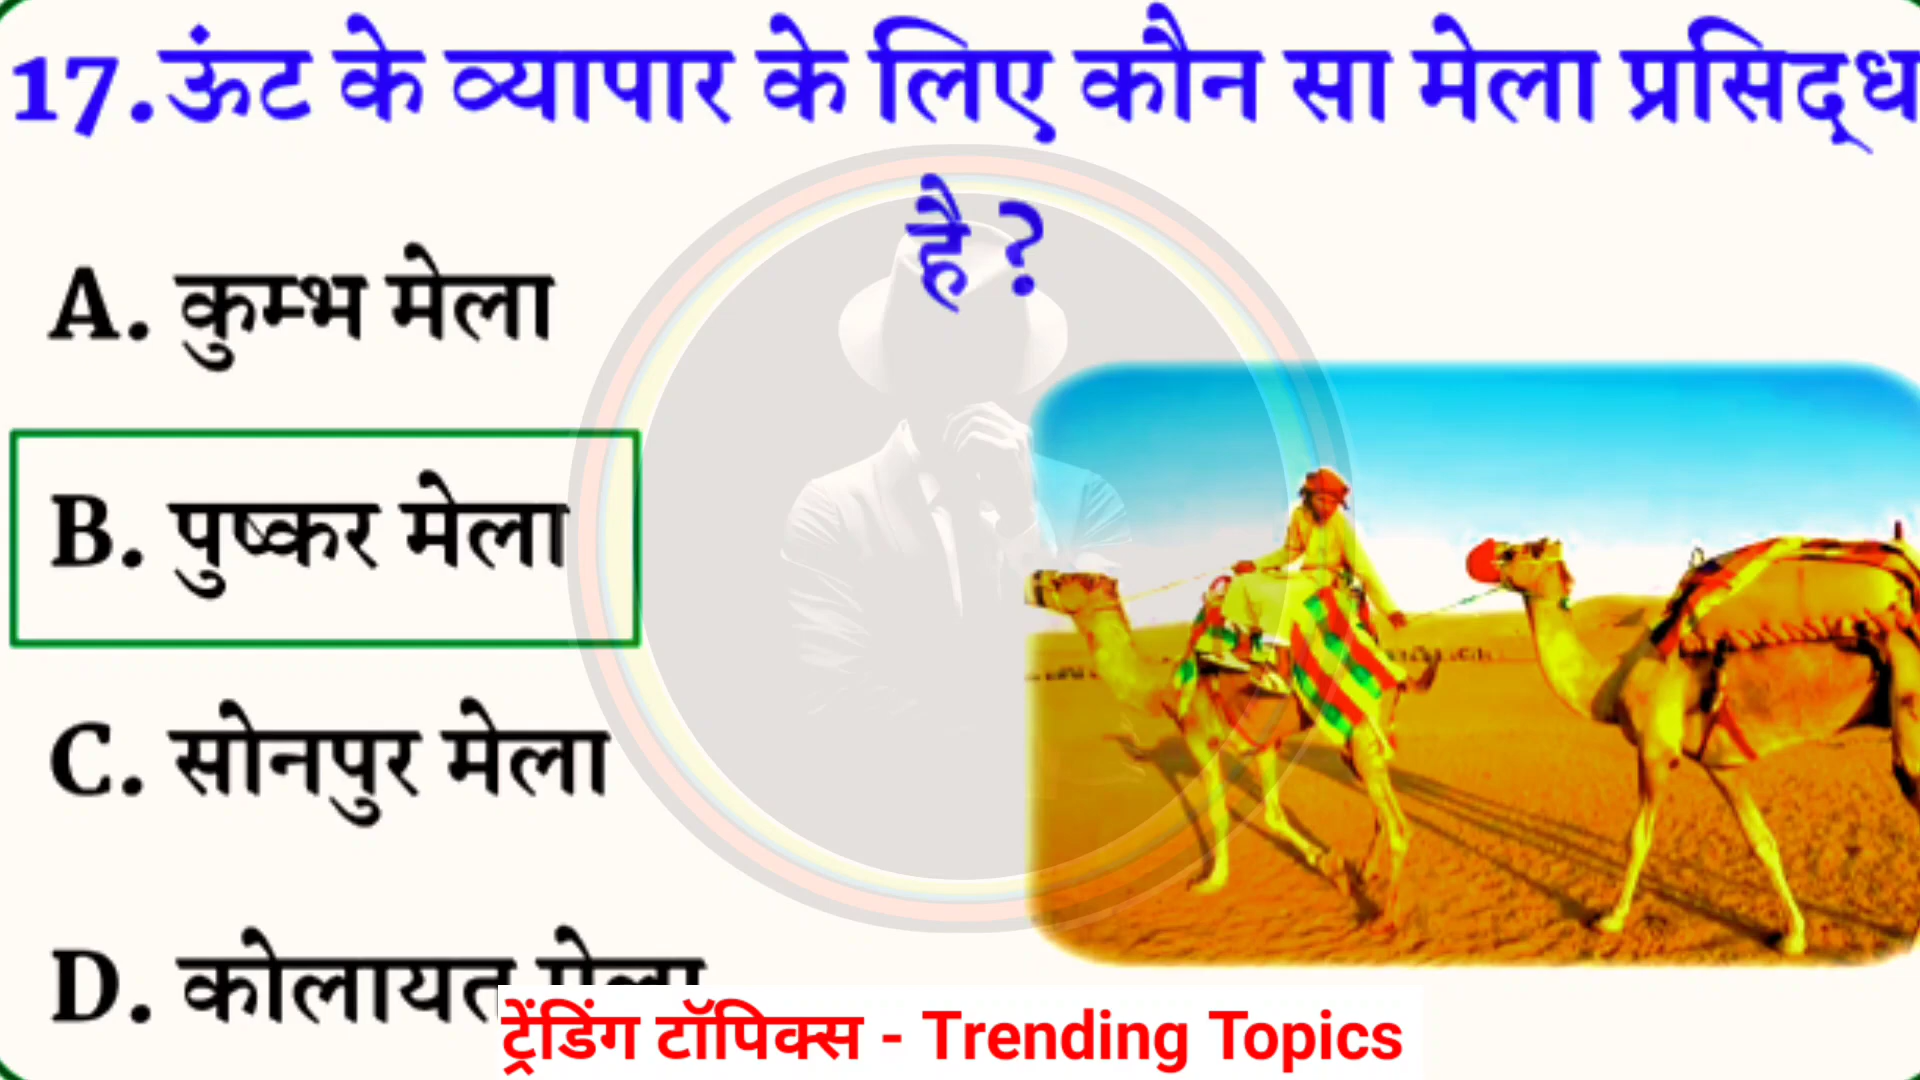 17.ऊंट के व्यापार के लिए कौन सा मेला प्रसिद्ध
है ?
A. कुम्भ मेला
B. पुष्कर मेला
C. सोनपुर मेला
D. कोलायत मेला
ट्रेंडिंग टॉपिक्स - Trending Topics